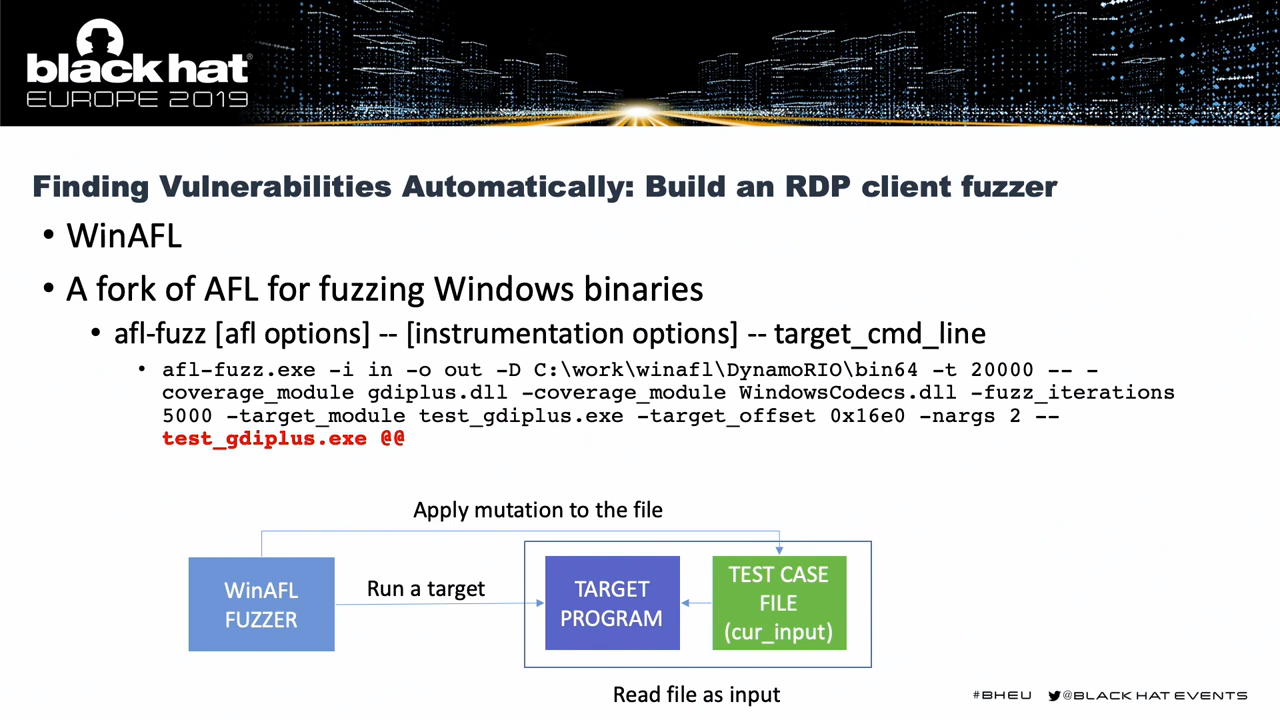 black hat
EUROPE 2019
Finding Vulnerabilities Automatically: Build an RDP client fuzzer
• WinAFL
• A fork of AFL for fuzzing Windows binaries
• afl-fuzz [afl options] -- [instrumentation options] -- target_cmd_line
• afl-fuzz.exe -i in -o out -D C:\work\winafl\DynamoRIO\bin64 -t 20000 -- -
coverage_module gdiplus.dll -coverage_module WindowsCodecs.dll -fuzz_iterations
5000 -target_module test_gdiplus.exe -target_offset 0x16e0 -nargs 2 --
test_gdiplus.exe @@
Apply mutation to the file
WinAFL
FUZZER
Run a target
TARGET
PROGRAM
TEST CASE
FILE
(cur_input)
Read file as input
#BHEU @BLACK HAT EVENTS